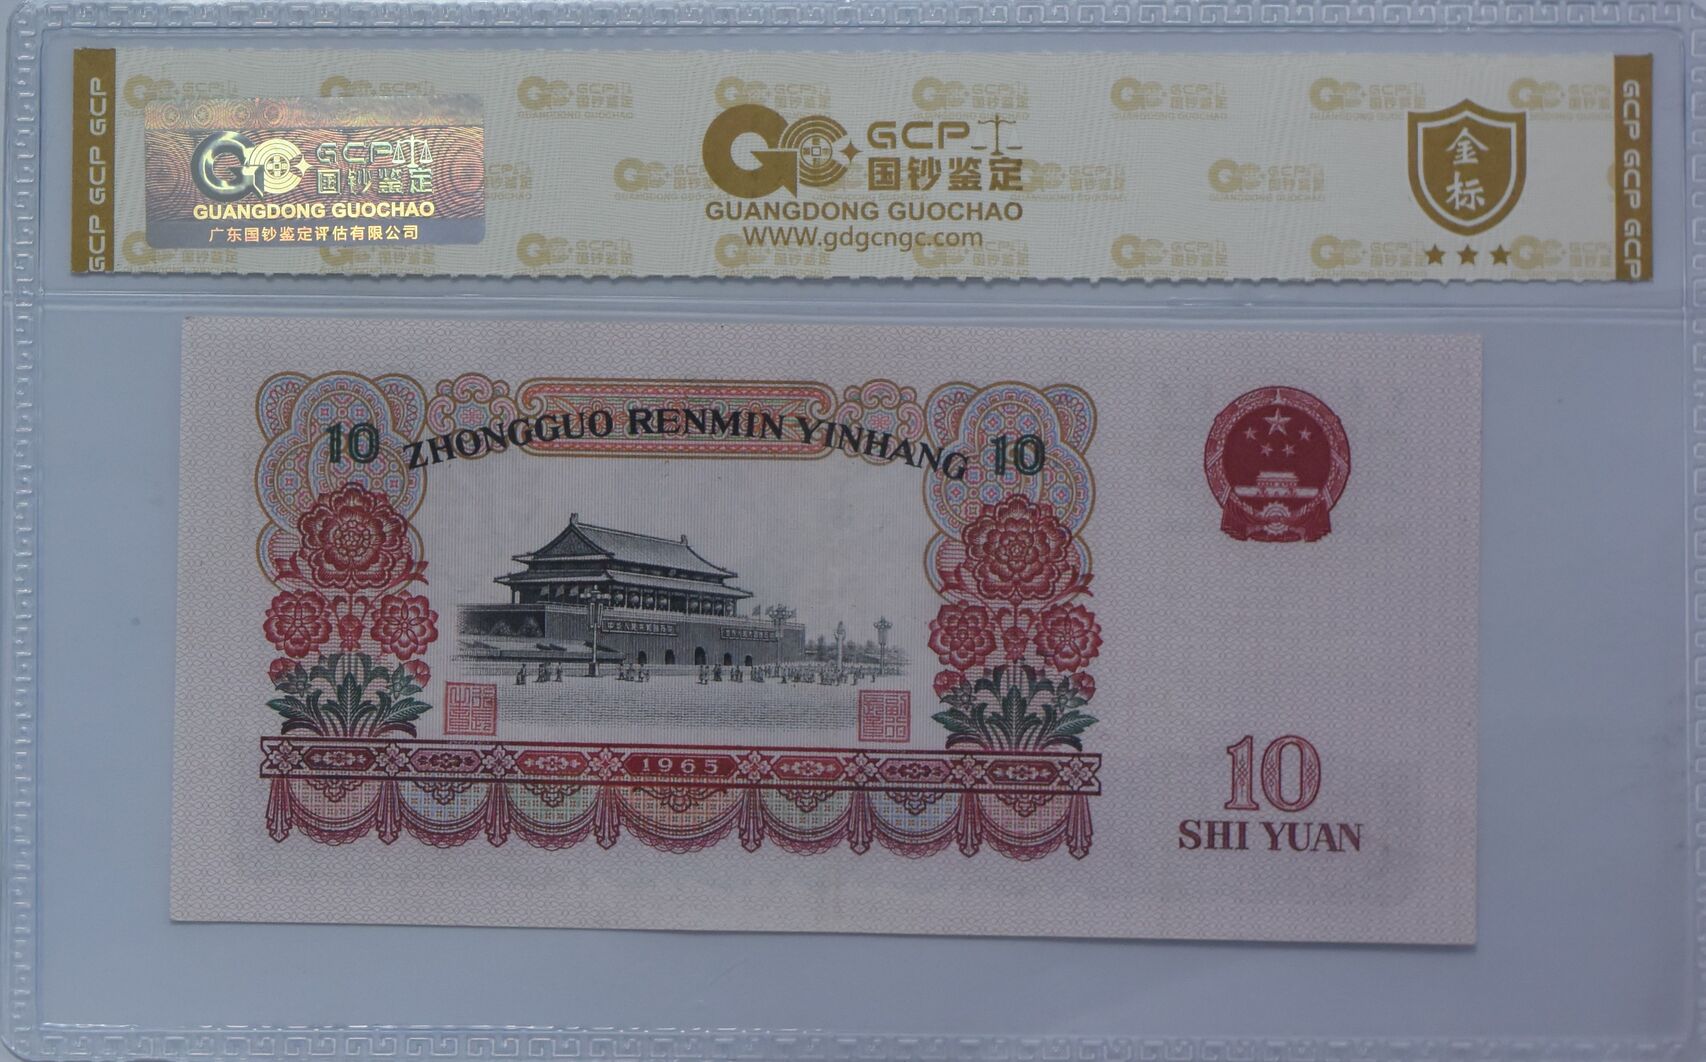 GCP GCP GCP
GCP
国钞鉴定
GUANGDONG GUOCHAO
广东国钞鉴定评估有限公司
GCP
国钞鉴定
GUANGDONG GUOCHAO
www.gdgcngc.com
金标
GCP GCP GCP
10 ZHONGGUO RENMIN YINHANG 10
1965
10
SHI YUAN